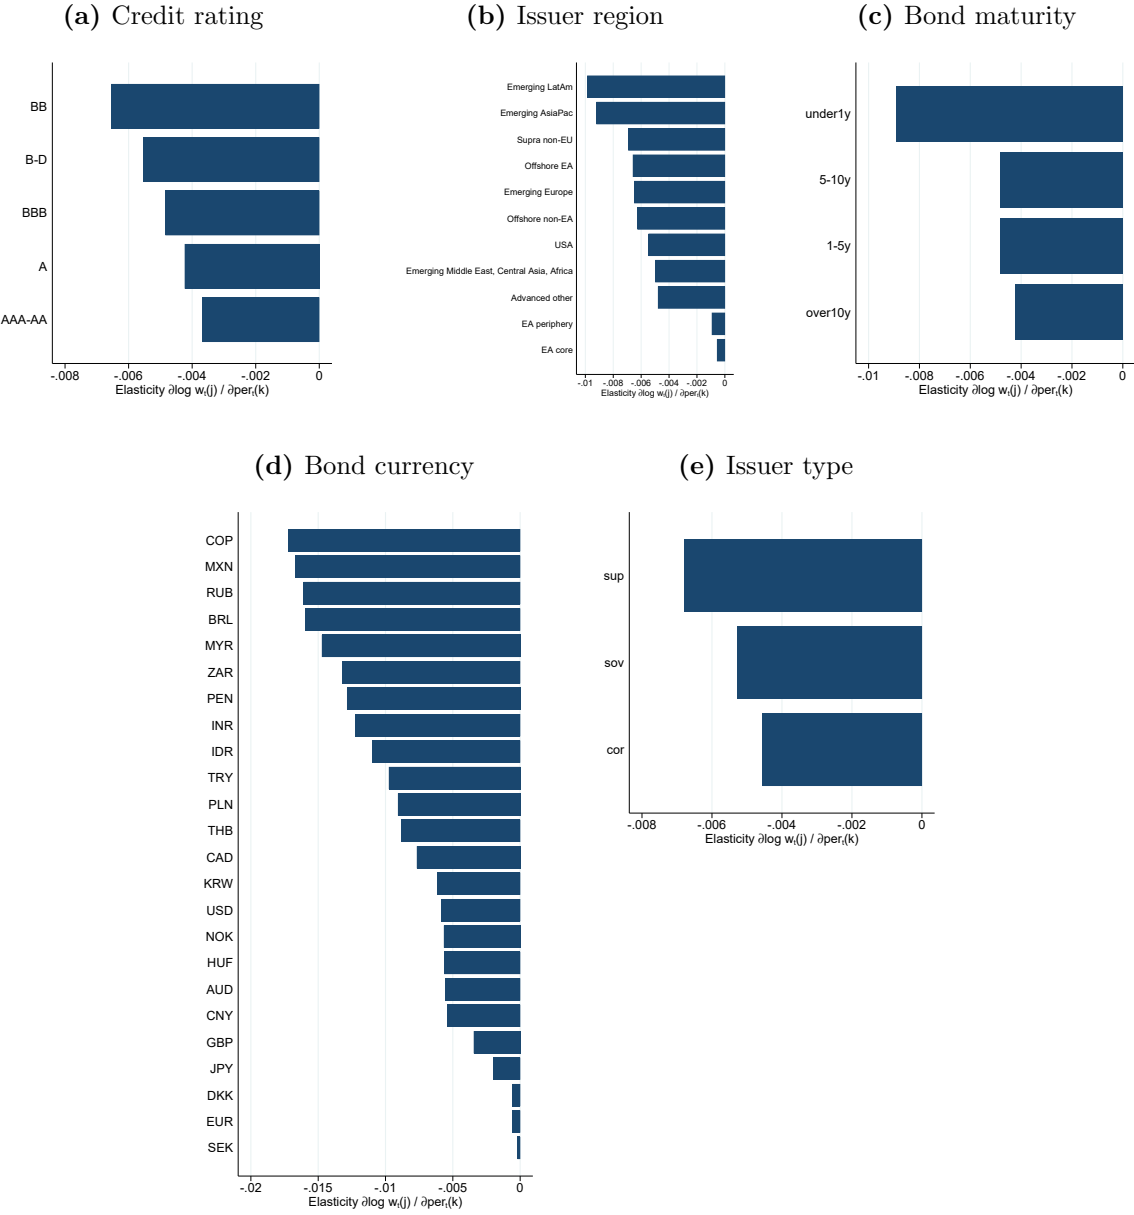 (a) Credit rating
BB
B-D
BBB
A
AAA-AA
-.008 -.006 -.004 -.002 0
Elasticity ∂log wₜ(j) / ∂perₜ(k)
(b) Issuer region
Emerging LatAm
Emerging AsiaPac
Supra non-EU
Offshore EA
Emerging Europe
Offshore non-EA
USA
Emerging Middle East, Central Asia, Africa
Advanced other
EA periphery
EA core
-.01 -.008 -.006 -.004 -.002 0
Elasticity ∂log wₜ(j) / ∂perₜ(k)
(c) Bond maturity
under1y
5-10y
1-5y
over10y
-.01 -.008 -.006 -.004 -.002 0
Elasticity ∂log wₜ(j) / ∂perₜ(k)
(d) Bond currency
COP
MXN
RUB
BRL
MYR
ZAR
PEN
INR
IDR
TRY
PLN
THB
CAD
KRW
USD
NOK
HUF
AUD
CNY
GBP
JPY
DKK
EUR
SEK
-.02 -.015 -.01 -.005 0
Elasticity ∂log wₜ(j) / ∂perₜ(k)
(e) Issuer type
sup
sov
cor
-.008 -.006 -.004 -.002 0
Elasticity ∂log wₜ(j) / ∂perₜ(k)